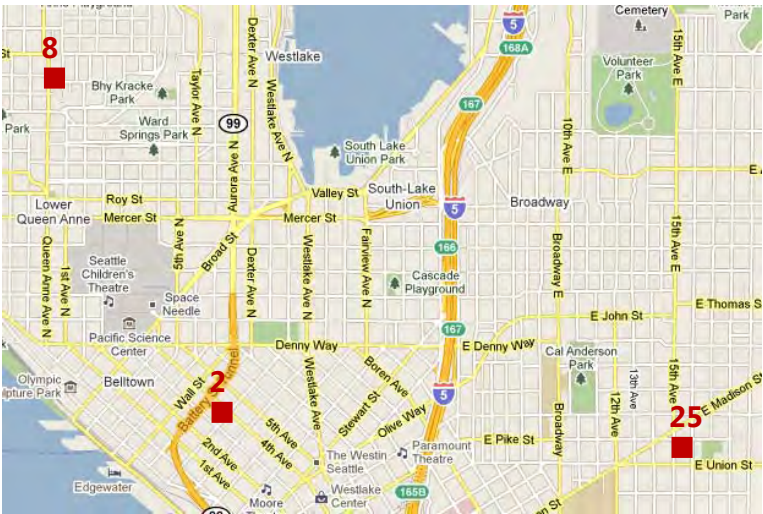 Cemetery
Park
5
168A
Dexter Ave N
Westlake
15th Ave E
8
Volunteer
Park
Bhy Kracke
Park
Taylor Ave N
Westlake Ave N
167
Ward
Springs Park
99
Park
10th Ave E
South Lake
Union Park
Aurora Ave N
Valley St
South Lake
Union
Lower
Queen Anne
Roy St
Mercer St
Mercer St
5
Broadway
Queen Anne Ave N
1st Ave N
5th Ave N
Broad St
Dexter Ave N
Westlake Ave N
Fairview Ave N
166
Broadway E
15th Ave E
Seattle
Children's
Theatre
Space
Needle
Cascade
Playground
E Thomas S
E John St
Pacific Science
Center
167
Denny Way
E Denny Way
Cal Anderson
Park
Olympic
lpture Park
Belltown
Wall St
2
Boren Ave
5
Westlake Ave
Stewart St
Olive Way
13th Ave
12th Ave
15th Ave
E Madison St
25
Broadway
5th Ave
4th Ave
2nd Ave
1st Ave
E Pike St
Paramount
Theatre
The Westin
Seattle
E Union St
Edgewater
Moore
Westlake
Center
165B
on St
99